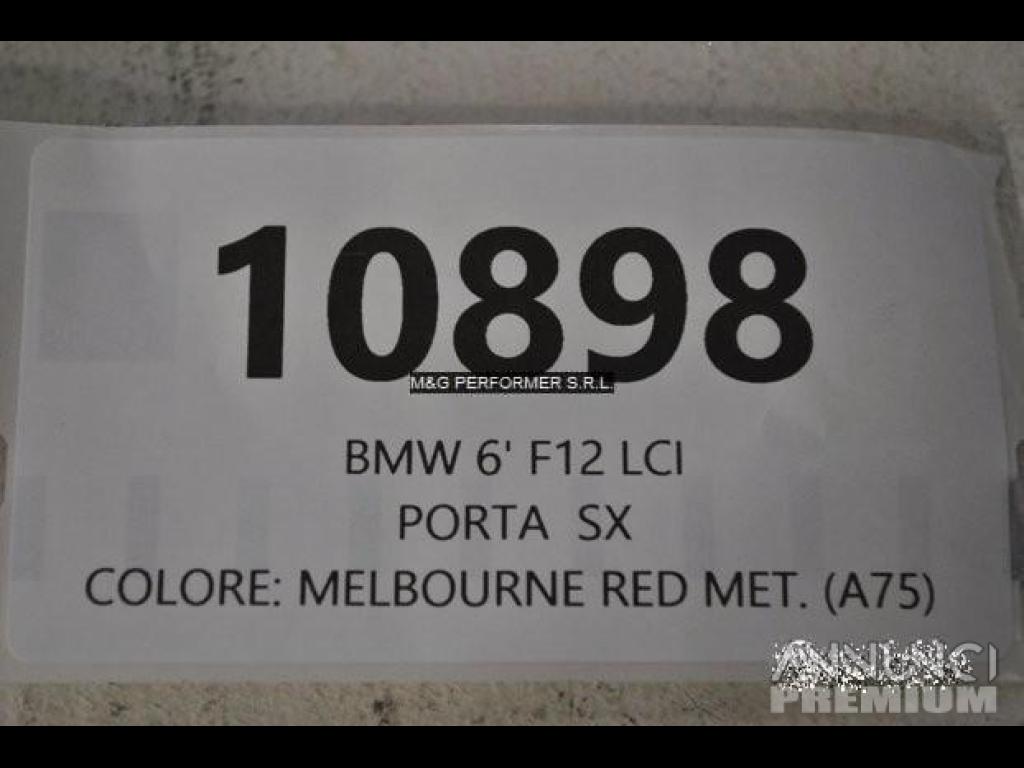 10898
M&G PERFORMER S.R.L.
BMW 6' F12 LCI
PORTA SX
COLORE: MELBOURNE RED MET. (A75)
ANNUNCI
PREMIUM